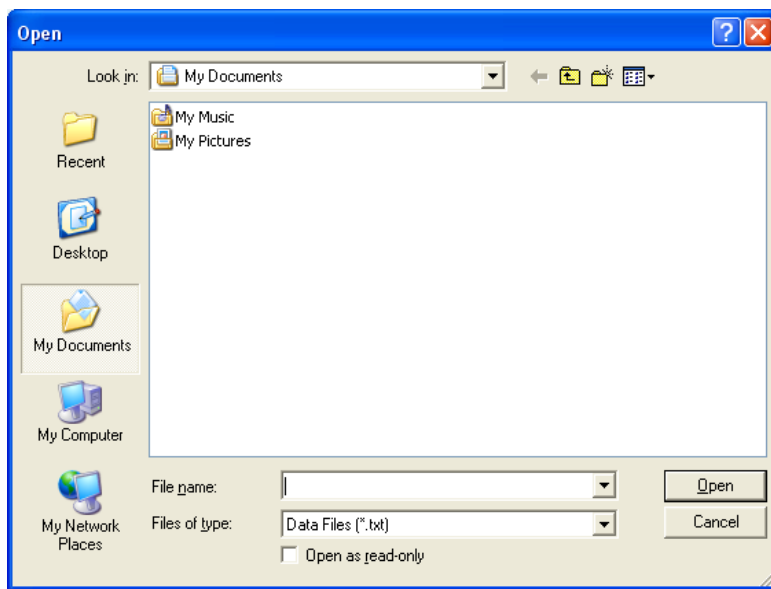 Open
Look in:
My Documents
My Music
My Pictures
Recent
Desktop
My Documents
My Computer
My Network
Places
File name:
Open
Files of type:
Data Files (*.txt)
Cancel
Open as read-only